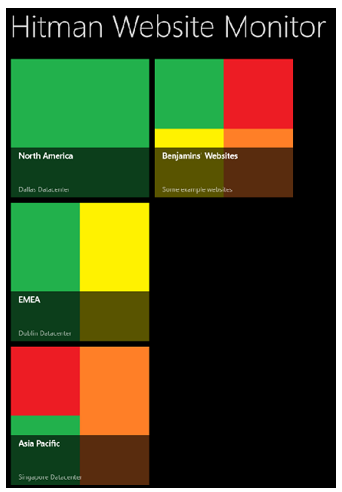 Hitman Website Monitor
North America
Dallas Datacenter
Benjamins' Websites
Some example websites
EMEA
Dublin Datacenter
Asia Pacific
Singapore Datacenter